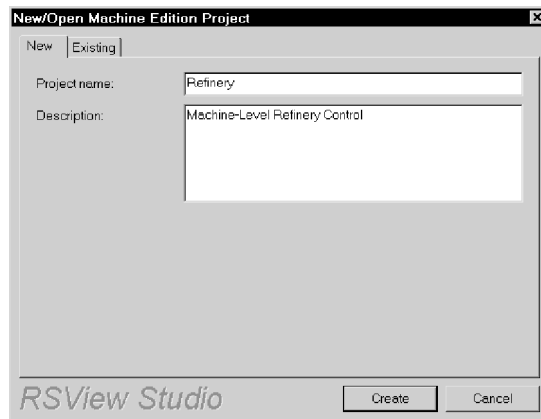 New/Open Machine Edition Project
New Existing
Project name: Refinery
Description: Machine-Level Refinery Control
RSView Studio
Create Cancel